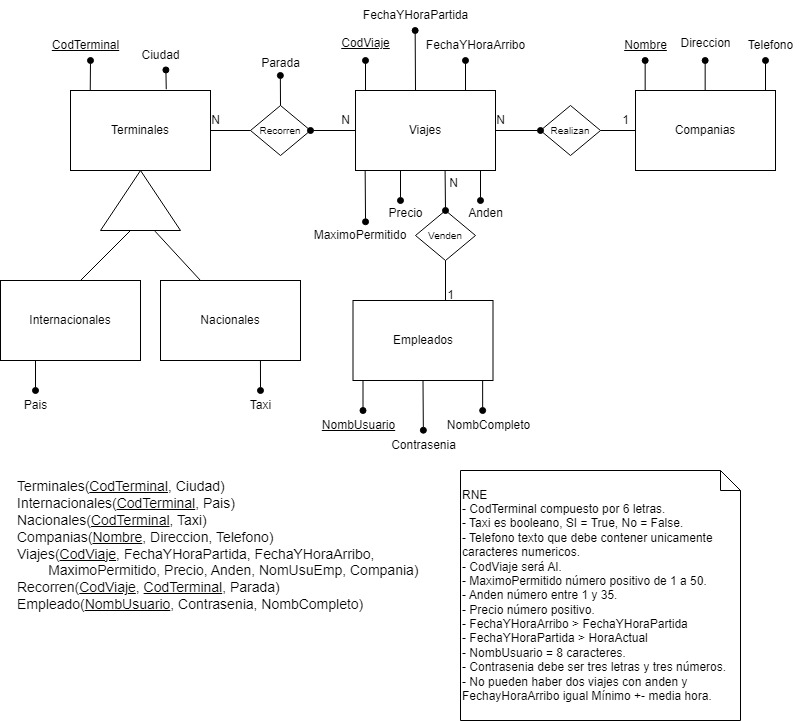 FechaYHoraPartida
CodTerminal
Ciudad
CodViaje
FechaYHoraArribo
Nombre
Direccion
Telefono
Parada
Terminales
N
Recorren
N
Viajes
N
Realizan
1
Companias
N
Precio
Anden
MaximoPermitido
Venden
1
Internacionales
Nacionales
Empleados
Pais
Taxi
NombUsuario
NombCompleto
Contrasenia
Terminales(CodTerminal, Ciudad)
Internacionales(CodTerminal, Pais)
Nacionales(CodTerminal, Taxi)
Companias(Nombre, Direccion, Telefono)
Viajes(CodViaje, FechaYHoraPartida, FechaYHoraArribo,
MaximoPermitido, Precio, Anden, NomUsuEmp, Compania)
Recorren(CodViaje, CodTerminal, Parada)
Empleado(NombUsuario, Contrasenia, NombCompleto)
RNE
- CodTerminal compuesto por 6 letras.
- Taxi es booleano, SI = True, No = False.
- Telefono texto que debe contener unicamente
caracteres numericos.
- CodViaje será AI.
- MaximoPermitido número positivo de 1 a 50.
- Anden número entre 1 y 35.
- Precio número positivo.
- FechaYHoraArribo > FechaYHoraPartida
- FechaYHoraPartida > HoraActual
- NombUsuario = 8 caracteres.
- Contrasenia debe ser tres letras y tres números.
- No pueden haber dos viajes con anden y
FechayHoraArribo igual Mínimo +- media hora.